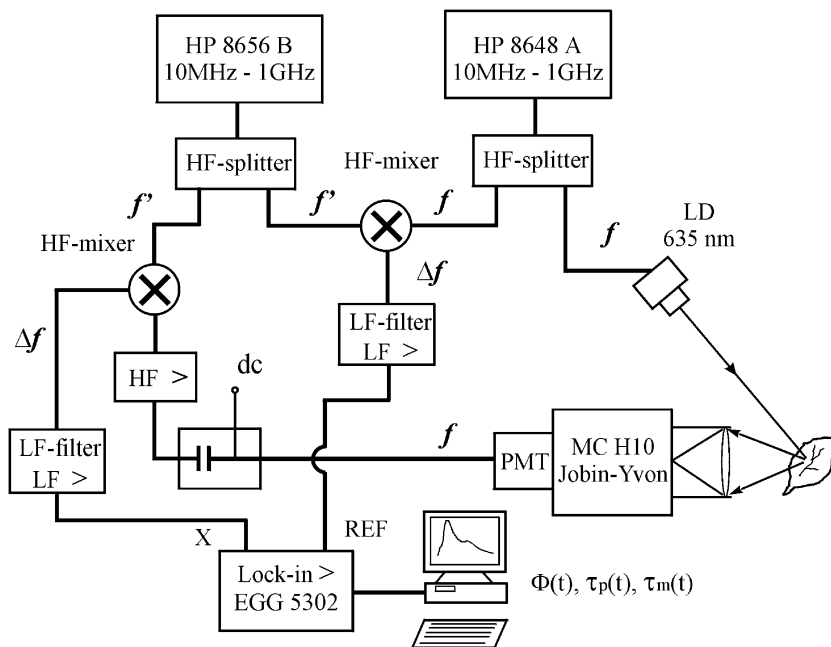 HP 8656 B
10MHz - 1GHz
HP 8648 A
10MHz - 1GHz
HF-splitter
HF-mixer
HF-splitter
f'
f'
f
f
LD
635 nm
HF-mixer
Δf
Δf
LF-filter
LF >
HF >
dc
LF-filter
LF >
f
PMT
MC H10
Jobin-Yvon
X
REF
Lock-in >
EGG 5302
Φ(t), τp(t), τm(t)